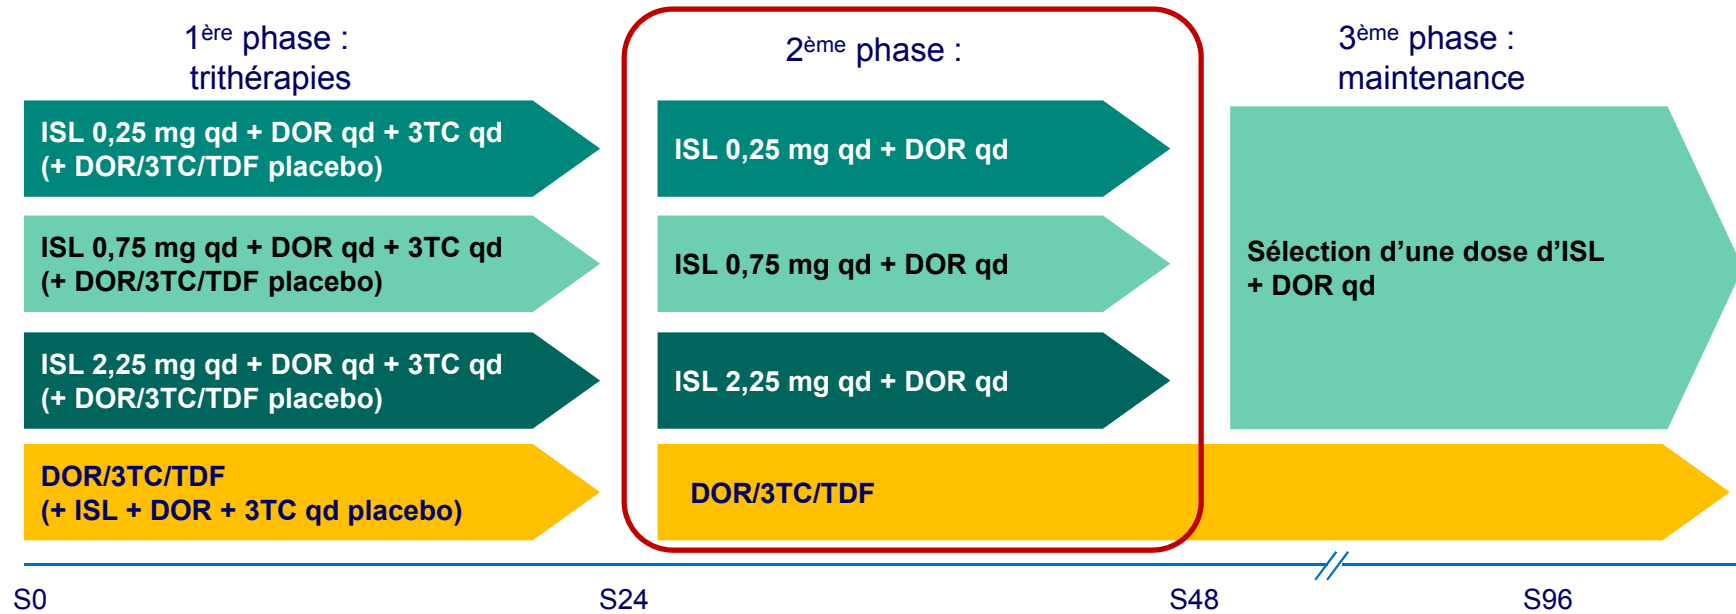 1ère phase :
trithérapies
2ème phase :
3ème phase :
maintenance
ISL 0,25 mg qd + DOR qd + 3TC qd
(+ DOR/3TC/TDF placebo)
ISL 0,25 mg qd + DOR qd
ISL 0,75 mg qd + DOR qd + 3TC qd
(+ DOR/3TC/TDF placebo)
ISL 0,75 mg qd + DOR qd
Sélection d’une dose d’ISL
+ DOR qd
ISL 2,25 mg qd + DOR qd + 3TC qd
(+ DOR/3TC/TDF placebo)
ISL 2,25 mg qd + DOR qd
DOR/3TC/TDF
(+ ISL + DOR + 3TC qd placebo)
DOR/3TC/TDF
S0
S24
S48
S96